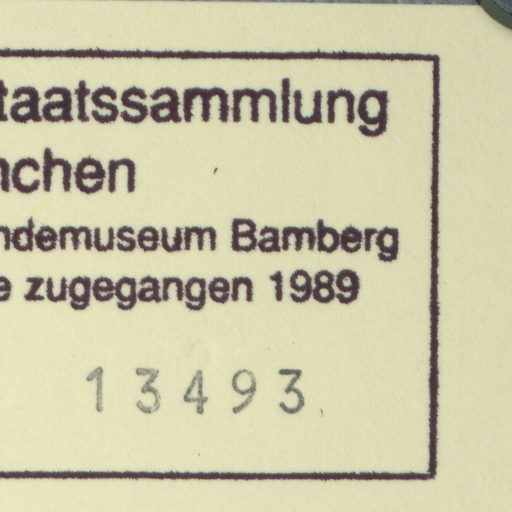 taatssammlung
nchen
ndemuseum Bamberg
e zugegangen 1989
13493